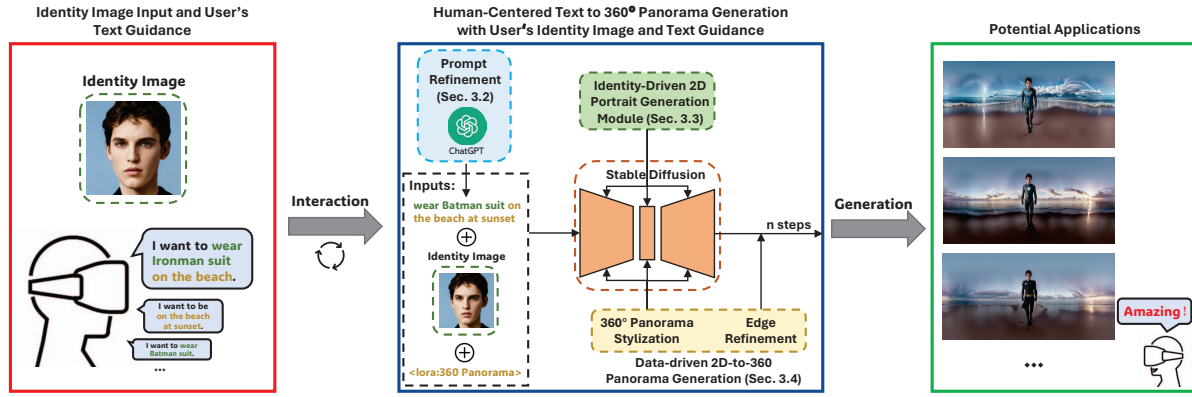 Identity Image Input and User's
Text Guidance
Identity Image
I want to wear
Ironman suit
on the beach.
I want to be
on the beach
at sunset.
I want to wear
Batman suit.
...
Interaction
Human-Centered Text to 360° Panorama Generation
with User's Identity Image and Text Guidance
Prompt
Refinement
(Sec. 3.2)
ChatGPT
Inputs:
wear Batman suit on
the beach at sunset
Identity Image
<lora:360 Panorama>
Identity-Driven 2D
Portrait Generation
Module (Sec. 3.3)
Stable Diffusion
n steps
360° Panorama
Stylization
Edge
Refinement
Data-driven 2D-to-360
Panorama Generation (Sec. 3.4)
Generation
Potential Applications
Amazing!
...